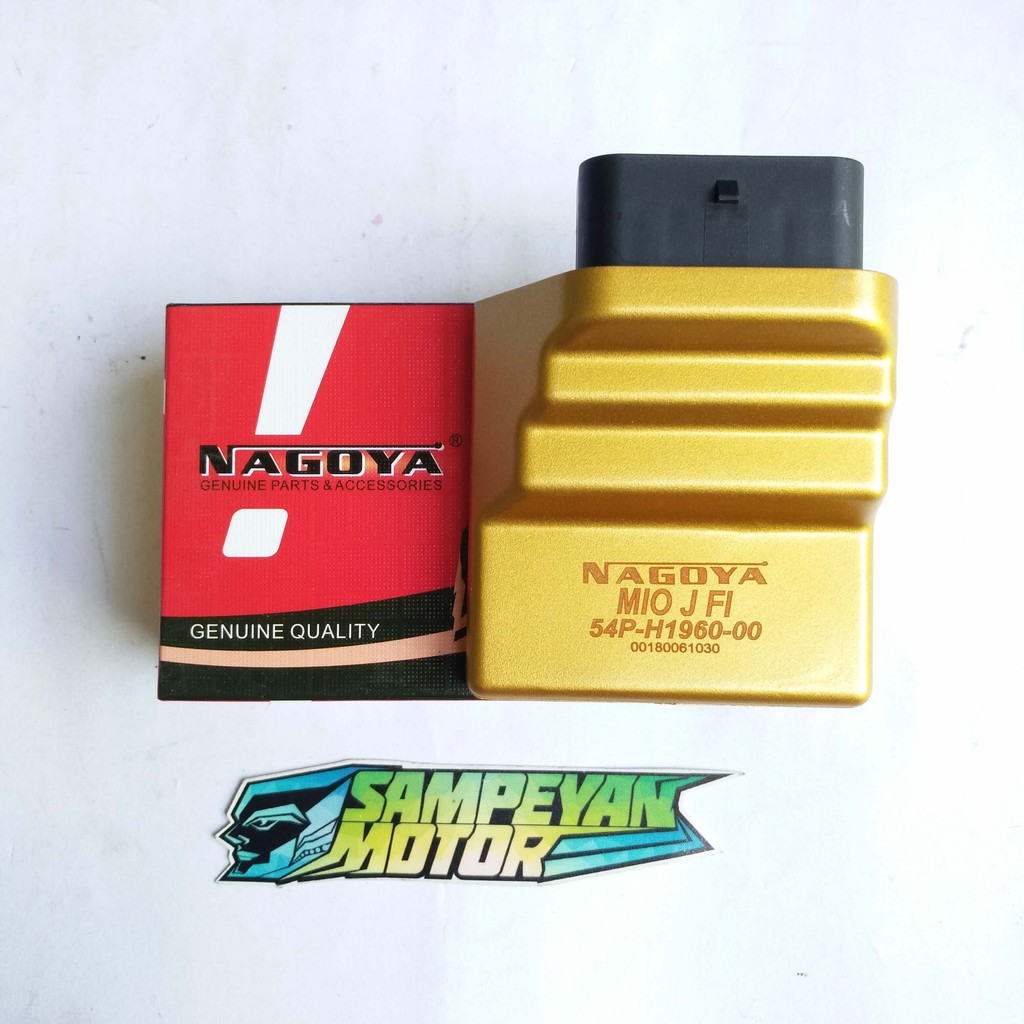 NAGOYA®
GENUINE PARTS & ACCESSORIES
GENUINE QUALITY
NAGOYA
MIO J FI
54P-H1960-00
00180061030
SAMPEYAN
MOTOR